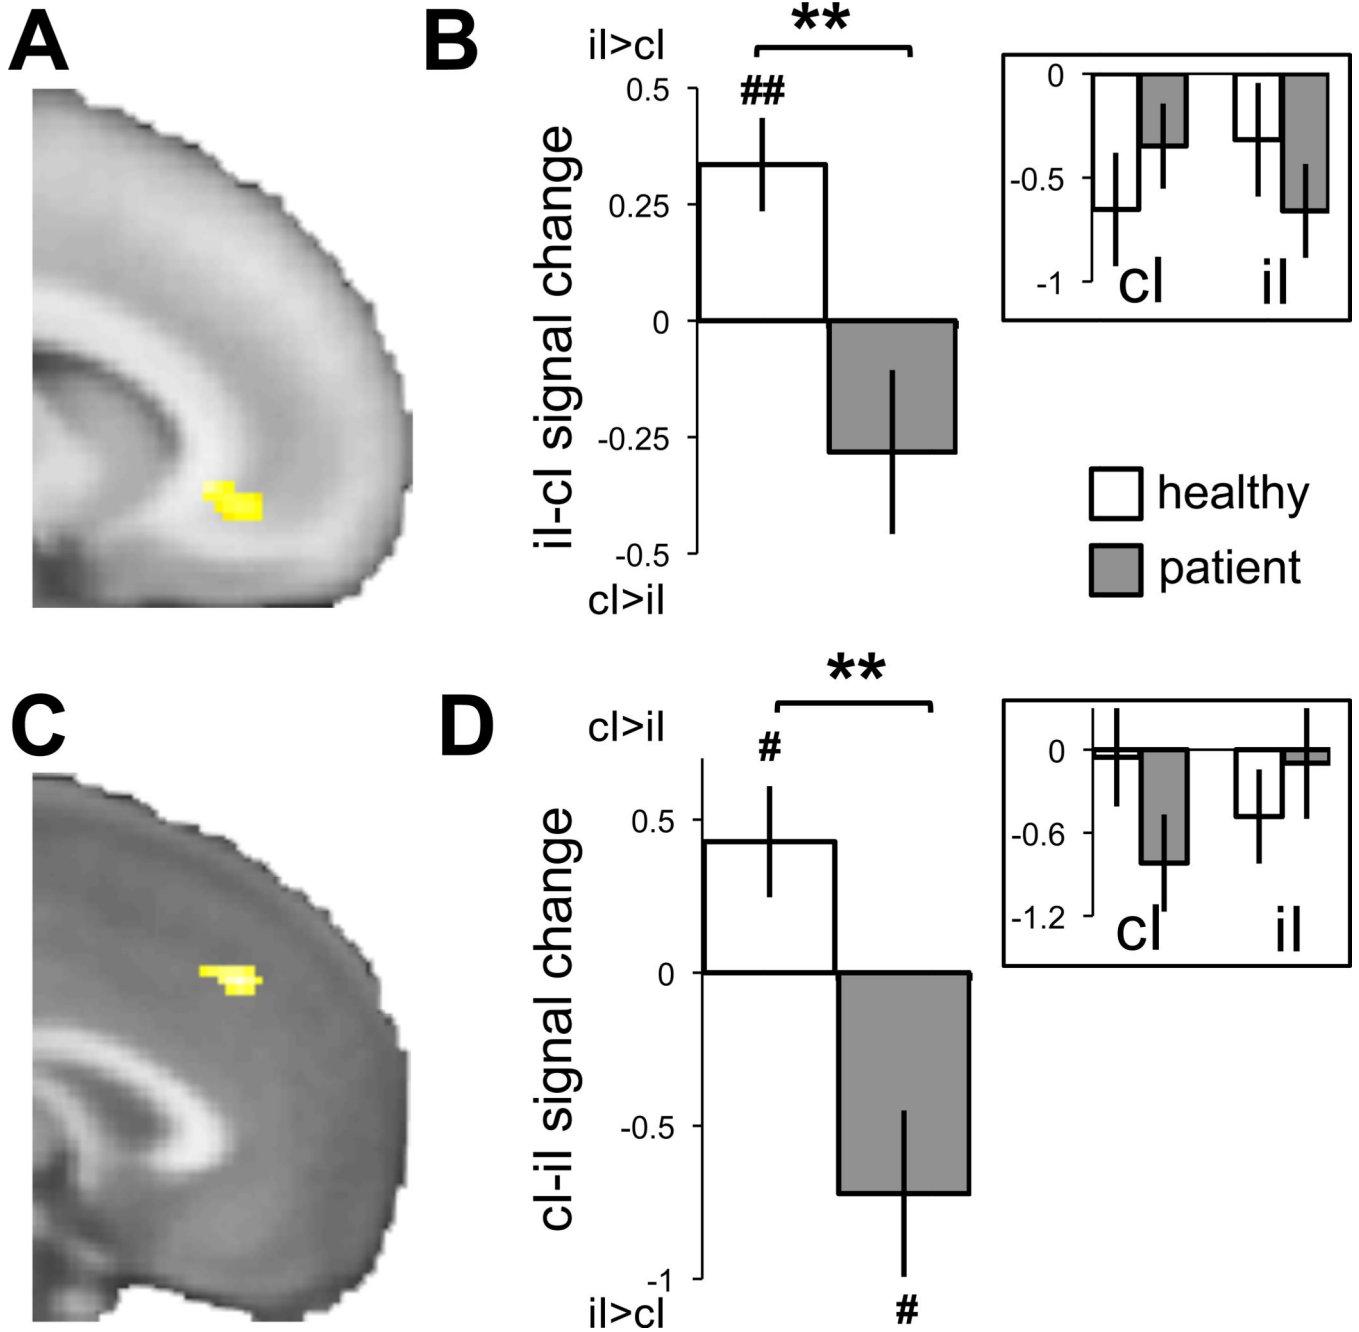 A
B
il>cl
**
##
0.5
0.25
0
-0.25
-0.5
il-cl signal change
cl>il
0
-0.5
-1
cl
il
healthy
patient
C
D
cl>il
**
#
0.5
0
-0.5
-1
cl-il signal change
il>cl
#
0
-0.6
-1.2
cl
il